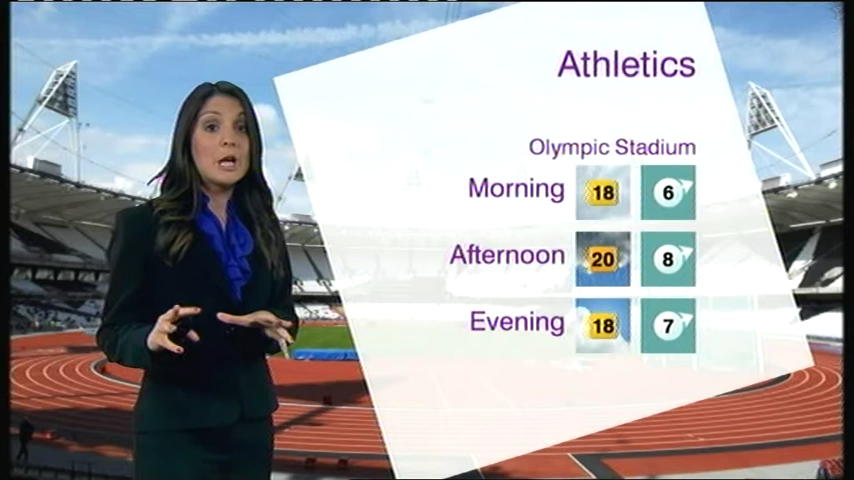 Athletics
Olympic Stadium
Morning 18 6
Afternoon 20 8
Evening 18 7